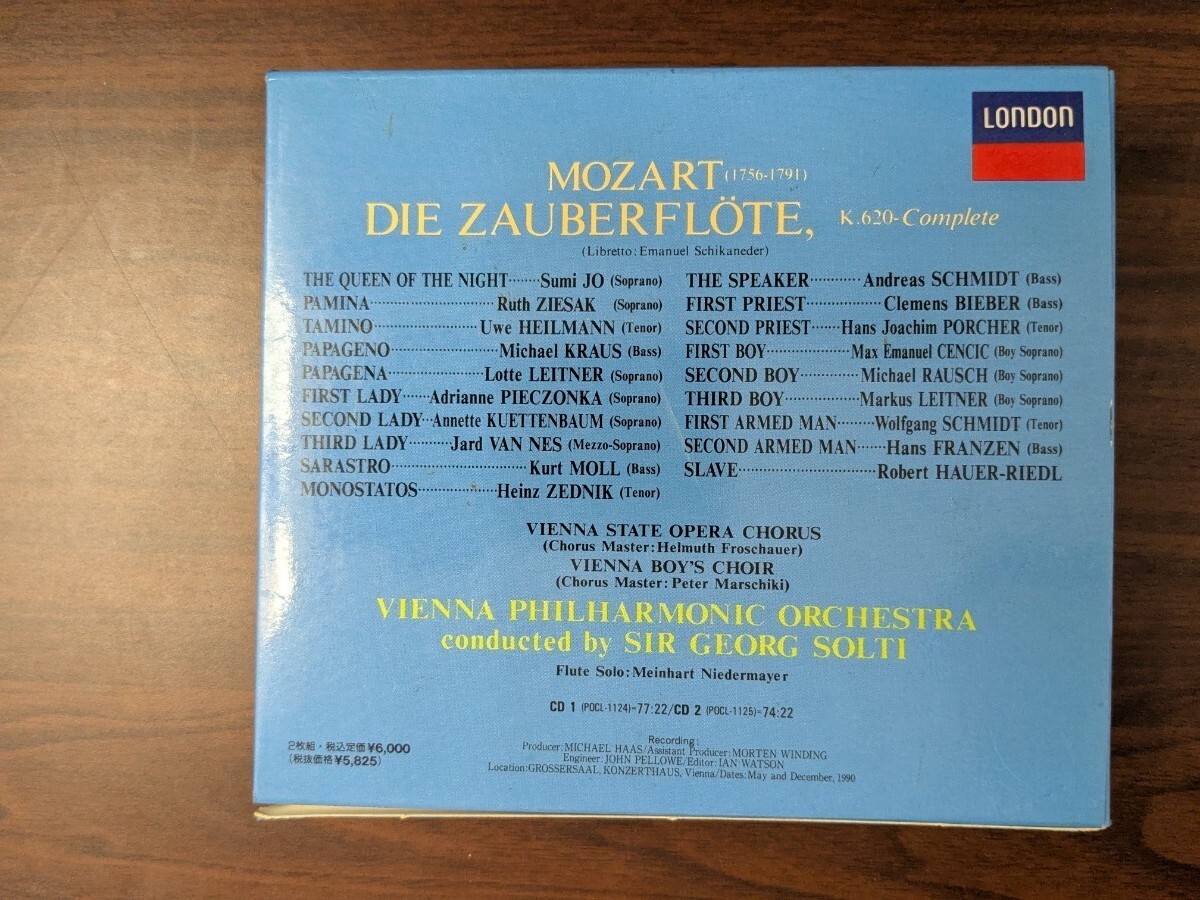 LONDON
MOZART (1756-1791)
DIE ZAUBERFLÖTE, K.620-Complete
(Libretto: Emanuel Schikaneder)
THE QUEEN OF THE NIGHT……Sumi JO (Soprano)
PAMINA……Ruth ZIESAK (Soprano)
TAMINO……Uwe HEILMANN (Tenor)
PAPAGENO……Michael KRAUS (Bass)
PAPAGENA……Lotte LEITNER (Soprano)
FIRST LADY……Adrianne PIECZONKA (Soprano)
SECOND LADY…Annette KUETTENBAUM (Soprano)
THIRD LADY……Jard VAN NES (Mezzo-Soprano)
SARASTRO……Kurt MOLL (Bass)
MONOSTATOS……Heinz ZEDNIK (Tenor)
THE SPEAKER……Andreas SCHMIDT (Bass)
FIRST PRIEST……Clemens BIEBER (Bass)
SECOND PRIEST……Hans Joachim PORCHER (Tenor)
FIRST BOY……Max Emanuel CENCIC (Boy Soprano)
SECOND BOY……Michael RAUSCH (Boy Soprano)
THIRD BOY……Markus LEITNER (Boy Soprano)
FIRST ARMED MAN……Wolfgang SCHMIDT (Tenor)
SECOND ARMED MAN……Hans FRANZEN (Bass)
SLAVE……Robert HAUER-RIEDL
VIENNA STATE OPERA CHORUS
(Chorus Master: Helmuth Froschauer)
VIENNA BOY'S CHOIR
(Chorus Master: Peter Marschiki)
VIENNA PHILHARMONIC ORCHESTRA
conducted by SIR GEORG SOLTI
Flute Solo: Meinhart Niedermayer
CD 1 (POCL-1124)=77:22/CD 2 (POCL-1125)=74:22
Recording:
Producer: MICHAEL HAAS/Assistant Producer: MORTEN WINDING
Engineer: JOHN PELLOWE/Editor: IAN WATSON
Location: GROSSERSAAL, KONZERTHAUS, Vienna/Dates: May and December, 1990
2枚組・税込定価¥6,000
(税抜価格¥5,825)